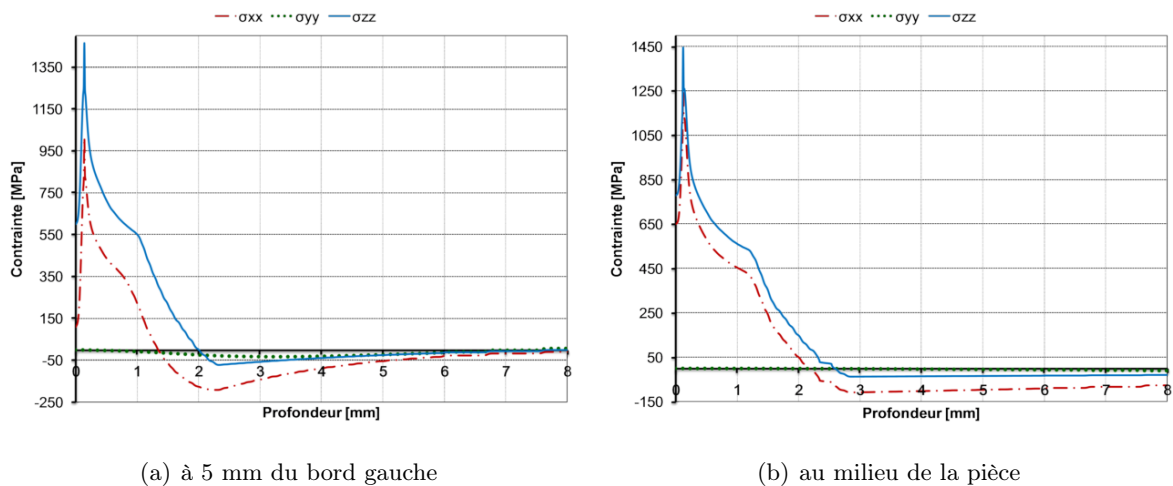 σxx σyy σzz
1350
1150
950
750
550
350
150
-50
-250
0 1 2 3 4 5 6 7 8
Contrainte [MPa]
Profondeur [mm]
(a) à 5 mm du bord gauche
σxx σyy σzz
1450
1250
1050
850
650
450
250
50
-150
0 1 2 3 4 5 6 7 8
Contrainte [MPa]
Profondeur [mm]
(b) au milieu de la pièce